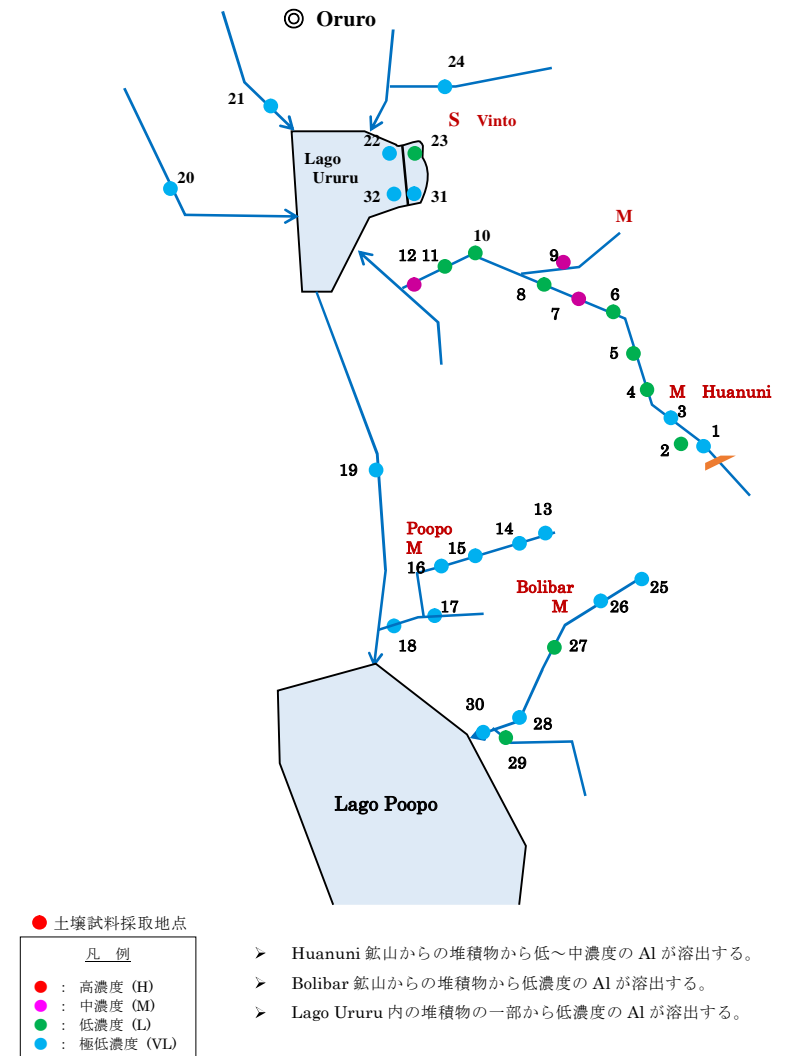 ◎ Oruro
24
21
S Vinto
22
23
Lago
Ururu
20
32
31
M
10
12
11
9
8
7
6
5
4
M Huanuni
3
1
2
19
13
Poopo
M
14
15
16
Bolibar
M
25
26
17
18
27
30
28
29
Lago Poopo
土壌試料採取地点
凡 例
： 高濃度 (H)
： 中濃度 (M)
： 低濃度 (L)
： 極低濃度 (VL)
➢ Huanuni 鉱山からの堆積物から低～中濃度の Al が溶出する。
➢ Bolibar 鉱山からの堆積物から低濃度の Al が溶出する。
➢ Lago Ururu 内の堆積物の一部から低濃度の Al が溶出する。